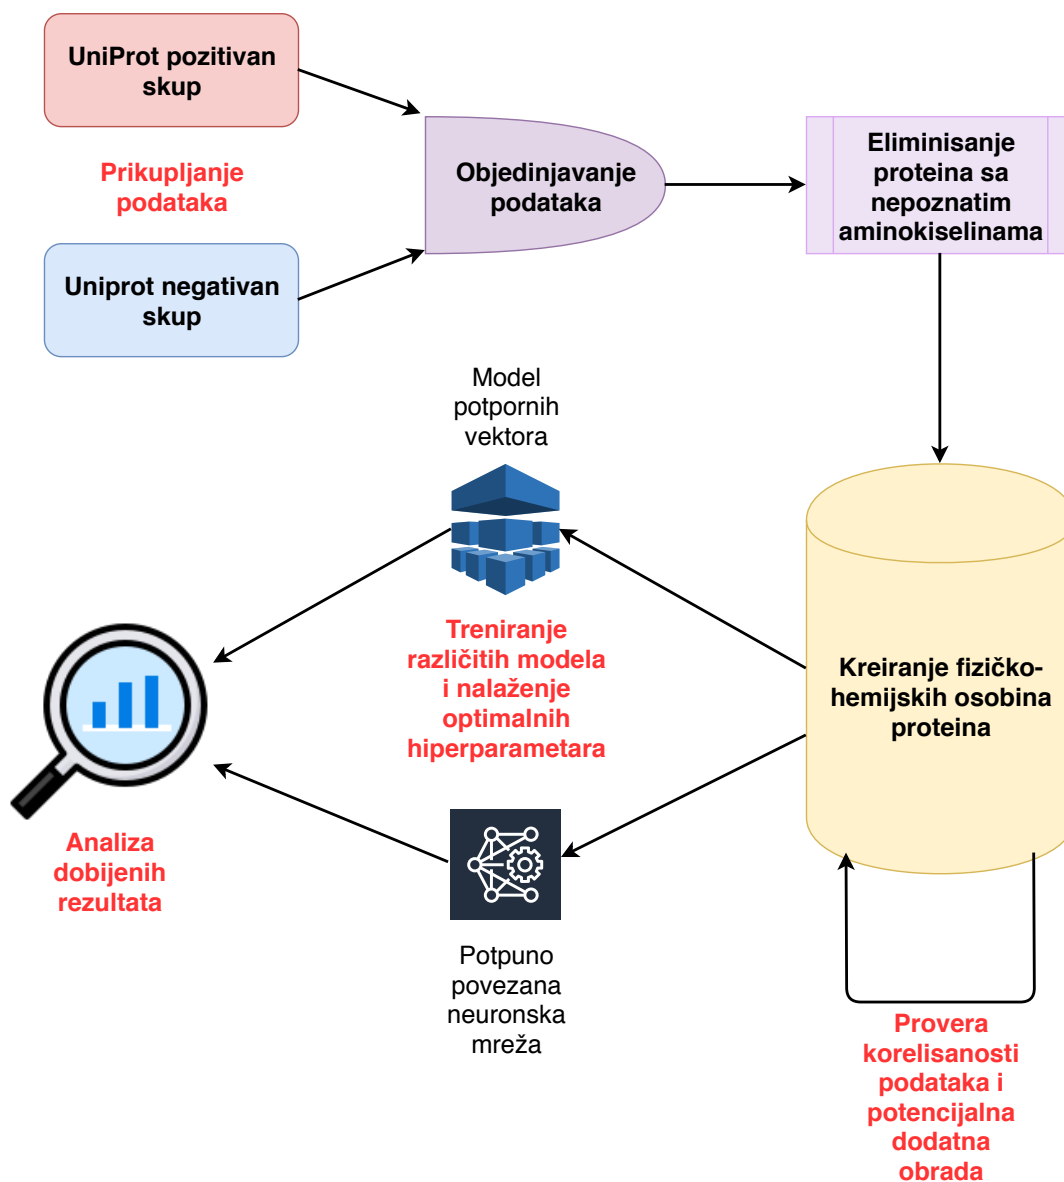 UniProt pozitivan
skup
Prikupljanje
podataka
Uniprot negativan
skup
Objedinjavanje
podataka
Eliminisanje
proteina sa
nepoznatim
aminokiselinama
Model
potpornih
vektora
Treniranje
različitih modela
i nalaženje
optimalnih
hiperparametara
Kreiranje fizičko-
hemijskih osobina
proteina
Analiza
dobijenih
rezultata
Potpuno
povezana
neuronska
mreža
Provera
korelisanosti
podataka i
potencijalna
dodatna
obrada